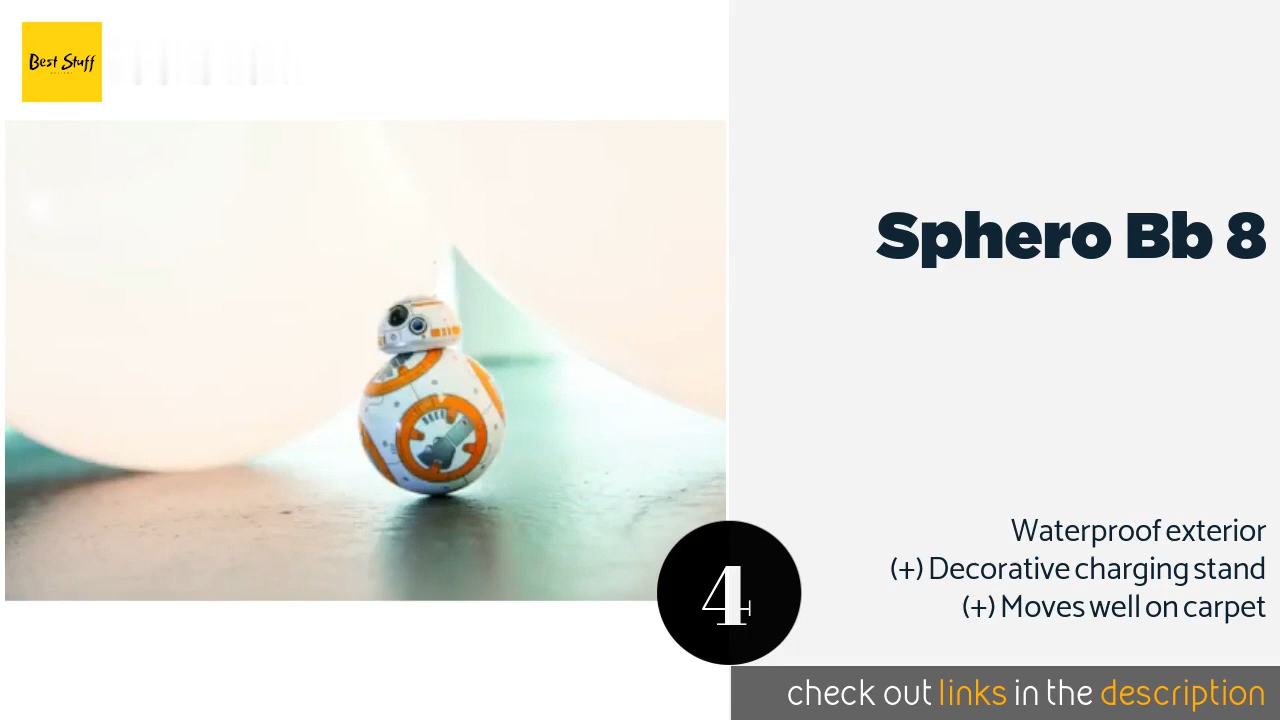 Best Stuff
Sphero Bb 8
Waterproof exterior
(+) Decorative charging stand
(+) Moves well on carpet
4
check out links in the description